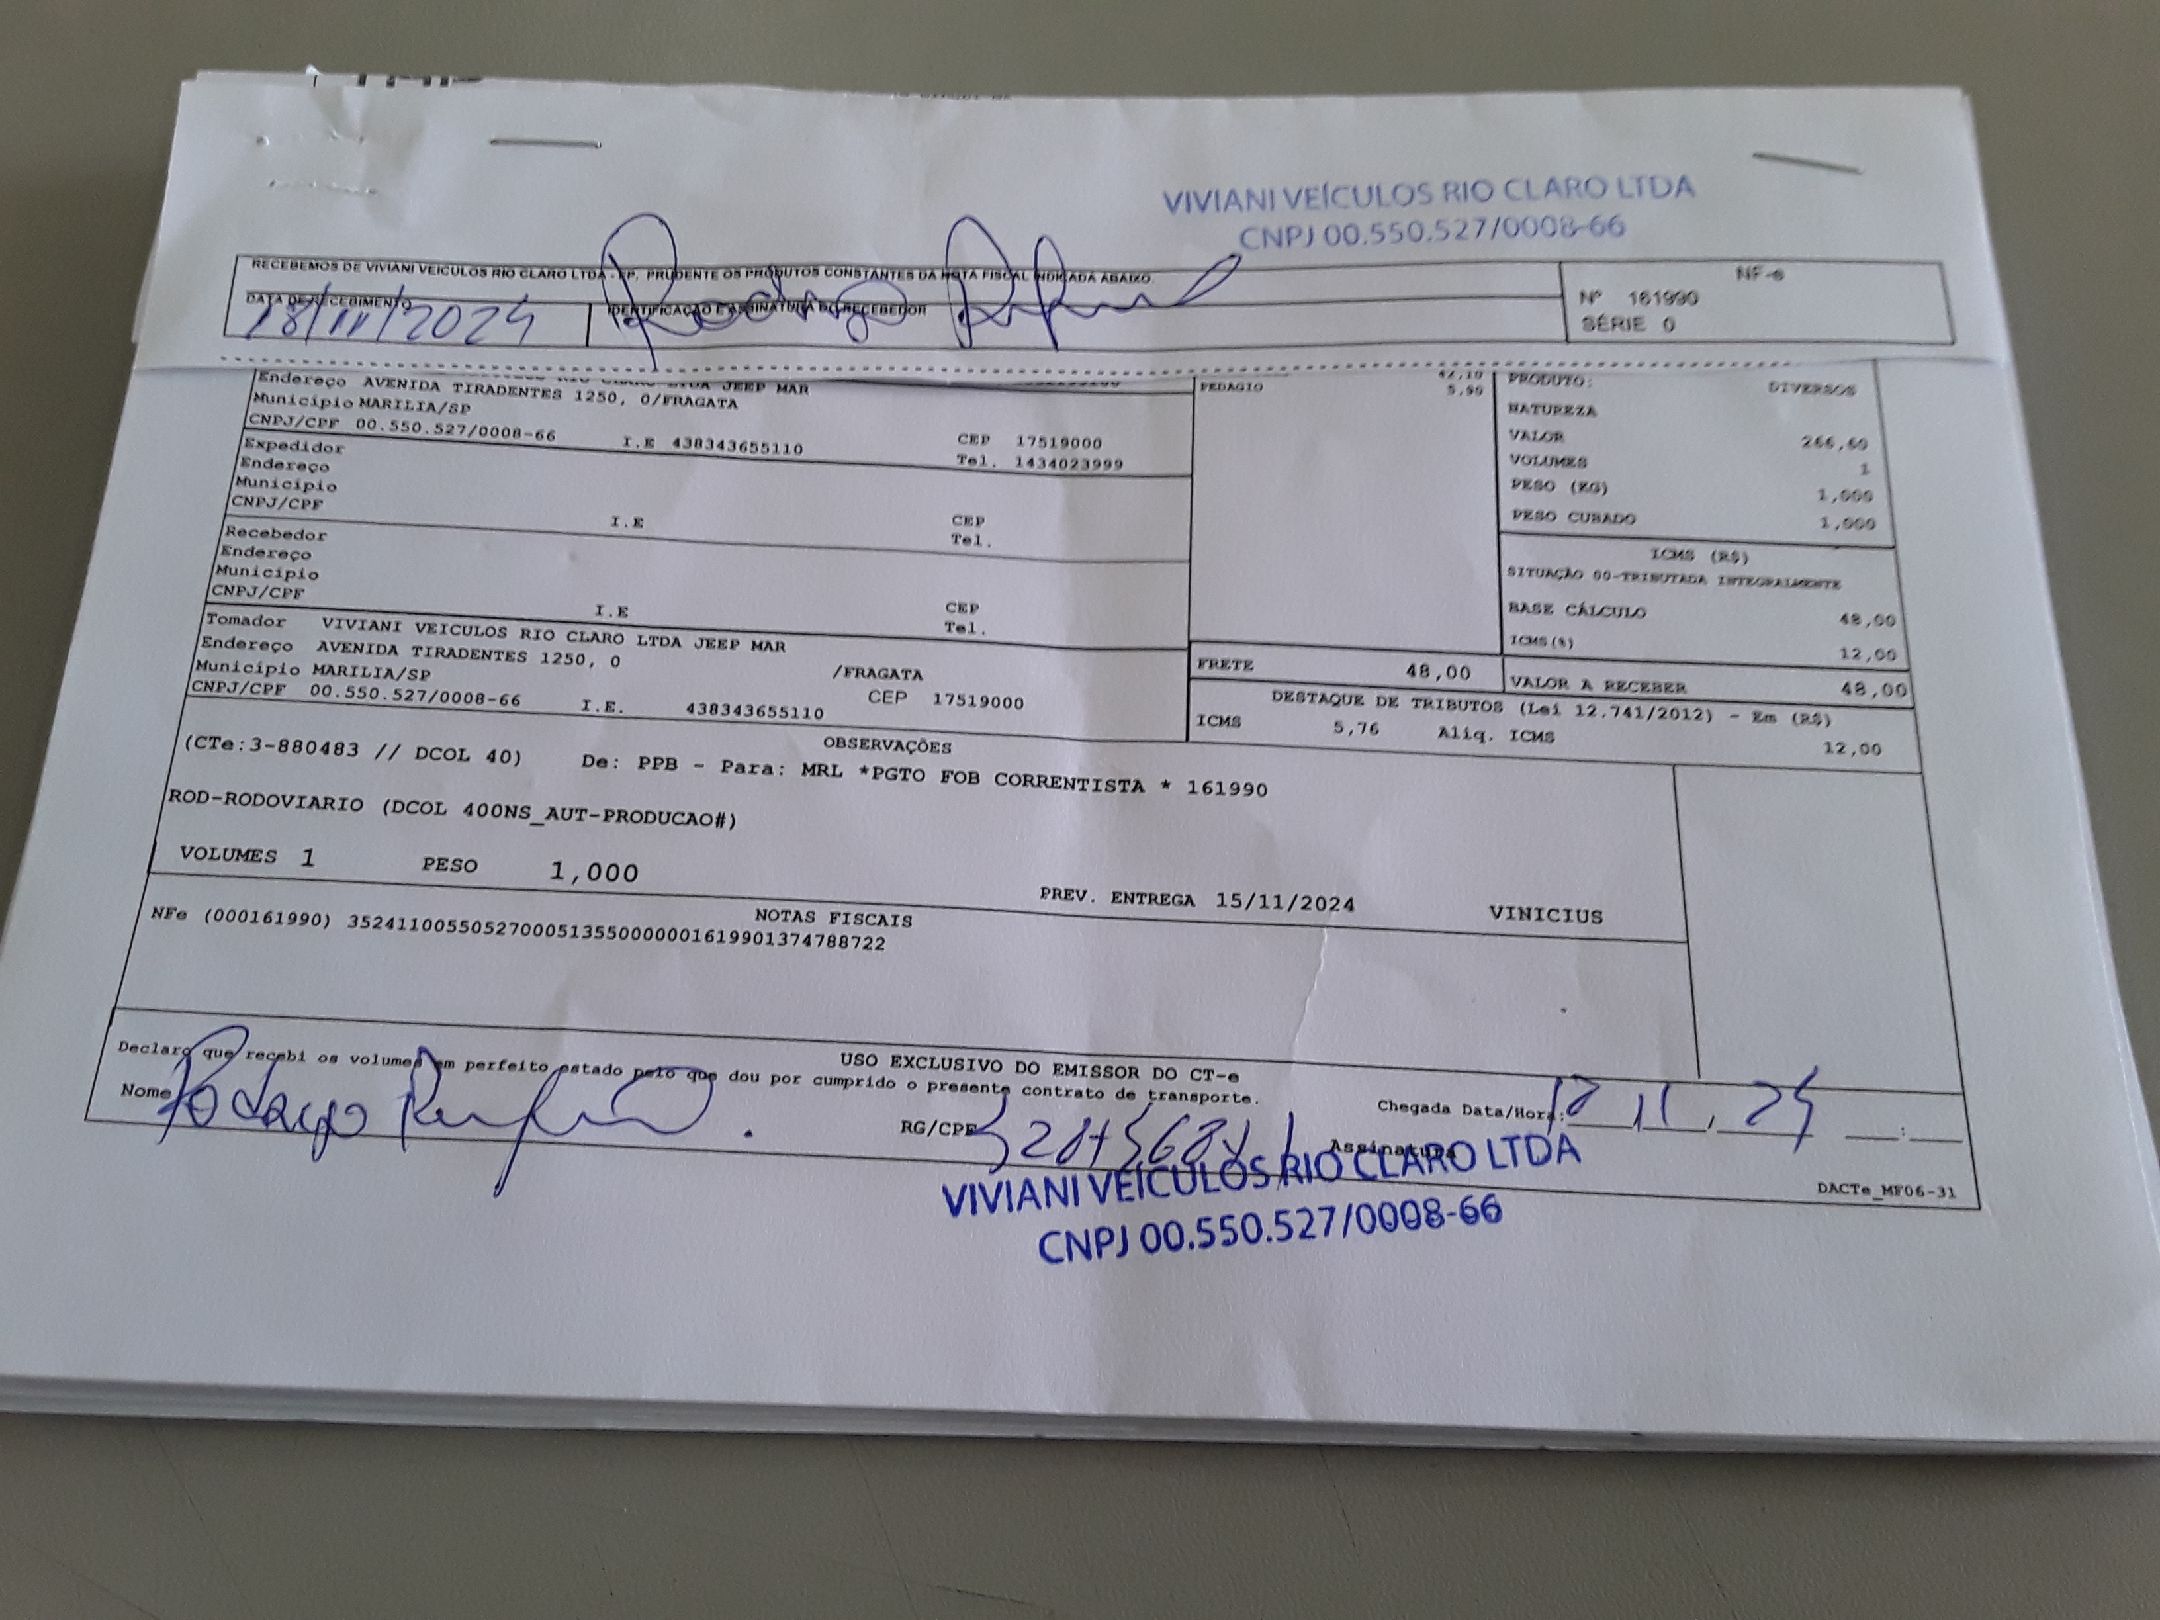 VIVIANI VEÍCULOS RIO CLARO LTDA
CNPJ 00.550.527/0008-66
RECEBEMOS DE VIVIANI VEICULOS RIO CLARO LTDA - EP. PRUDENTE OS PRODUTOS CONSTANTES DA NOTA FISCAL INDICADA ABAIXO.
NF-e
Nº 161990
SÉRIE 0
DATA DE RECEBIMENTO
IDENTIFICAÇÃO E ASSINATURA DO RECEBEDOR
18/11/2024
Rodrigo
Endereço AVENIDA TIRADENTES 1250, 0/FRAGATA
Município MARILIA/SP
CNPJ/CPF 00.550.527/0008-66 I.E 438343655110
CEP 17519000
Tel. 1434023999
Expedidor
Endereço
Município
CNPJ/CPF I.E CEP
Tel.
Recebedor
Endereço
Município
CNPJ/CPF I.E CEP
Tel.
Tomador VIVIANI VEICULOS RIO CLARO LTDA JEEP MAR
Endereço AVENIDA TIRADENTES 1250, 0 /FRAGATA
Município MARILIA/SP CEP 17519000
CNPJ/CPF 00.550.527/0008-66 I.E. 438343655110
PEDAGIO 5,90
PRODUTO: DIVERSOS
NATUREZA
VALOR 266,60
VOLUMES 1
PESO (KG) 1,000
PESO CUBADO 1,000
ICMS (R$)
SITUAÇÃO 00-TRIBUTADA INTEGRALMENTE
BASE CÁLCULO 48,00
ICMS(%) 12,00
FRETE 48,00
VALOR A RECEBER 48,00
DESTAQUE DE TRIBUTOS (Lei 12.741/2012) - Em (R$)
ICMS 5,76 Aliq. ICMS 12,00
OBSERVAÇÕES
(CTe:3-880483 // DCOL 40) De: PPB - Para: MRL *PGTO FOB CORRENTISTA * 161990
ROD-RODOVIARIO (DCOL 400NS_AUT-PRODUCAO#)
VOLUMES 1 PESO 1,000
PREV. ENTREGA 15/11/2024 VINICIUS
NOTAS FISCAIS
NFe (000161990) 35241100550527000513550000001619901374788722
USO EXCLUSIVO DO EMISSOR DO CT-e
Declaro que recebi os volumes em perfeito estado pelo que dou por cumprido o presente contrato de transporte.
Nome Rodrigo
RG/CPF
Chegada Data/Hora:
Assinatura
VIVIANI VEÍCULOS RIO CLARO LTDA
CNPJ 00.550.527/0008-66
DACTe_MF06-31